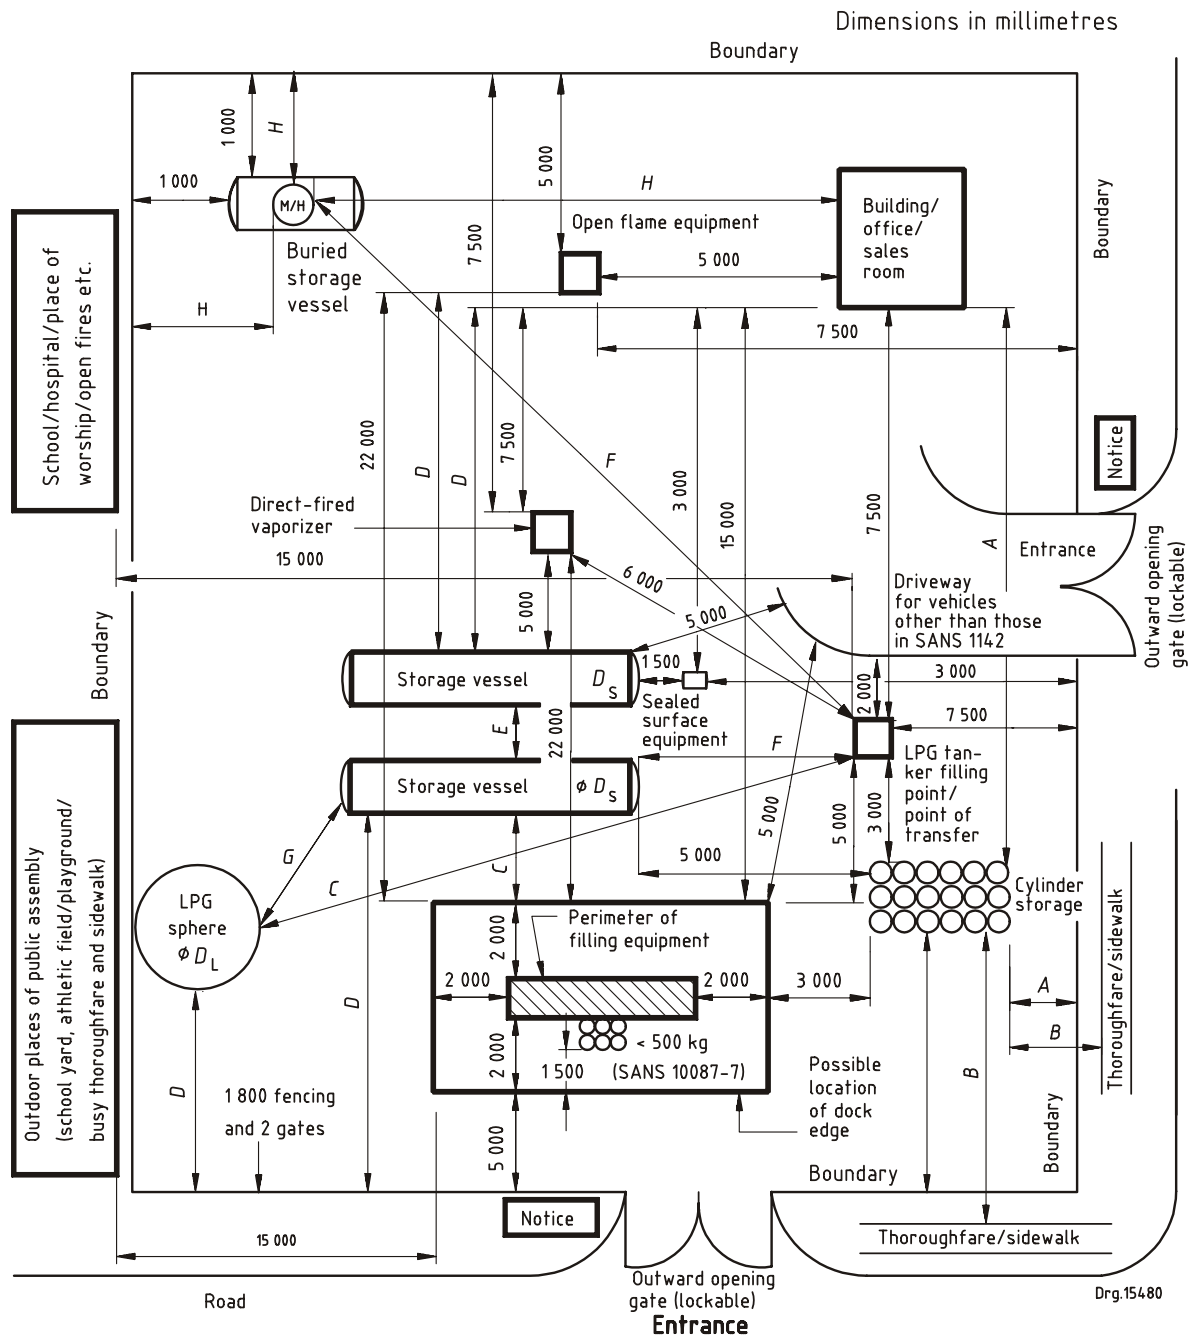 Dimensions in millimetres
Boundary
1 000
H
5 000
1 000
M/H
H
Building/
office/
sales
room
Boundary
7 500
Open flame equipment
Buried
storage
vessel
5 000
School/hospital/place of
worship/open fires etc.
H
7 500
22 000
D
D
7 500
F
3 000
15 000
7 500
A
Notice
Direct-fired
vaporizer
15 000
6 000
Entrance
Driveway
for vehicles
other than those
in SANS 1142
Outward opening
gate (lockable)
5 000
5 000
Boundary
Storage vessel DS
1 500
3 000
2 000
Sealed
surface
equipment
7 500
E
22 000
F
LPG tan-
ker filling
point/
point of
transfer
Storage vessel ϕ DS
5 000
5 000
3 000
G
C
C
5 000
Outdoor places of public assembly
(school yard, athletic field/playground/
busy thoroughfare and sidewalk)
LPG
sphere
ϕ DL
Cylinder
storage
Perimeter of
filling equipment
2 000
2 000
2 000
3 000
A
B
B
D
2 000
< 500 kg
1 500
(SANS 10087-7)
Thoroughfare/sidewalk
Possible
location
of dock
edge
D
1 800 fencing
and 2 gates
5 000
Boundary
Boundary
Notice
15 000
Thoroughfare/sidewalk
Road
Outward opening
gate (lockable)
Entrance
Drg.15480